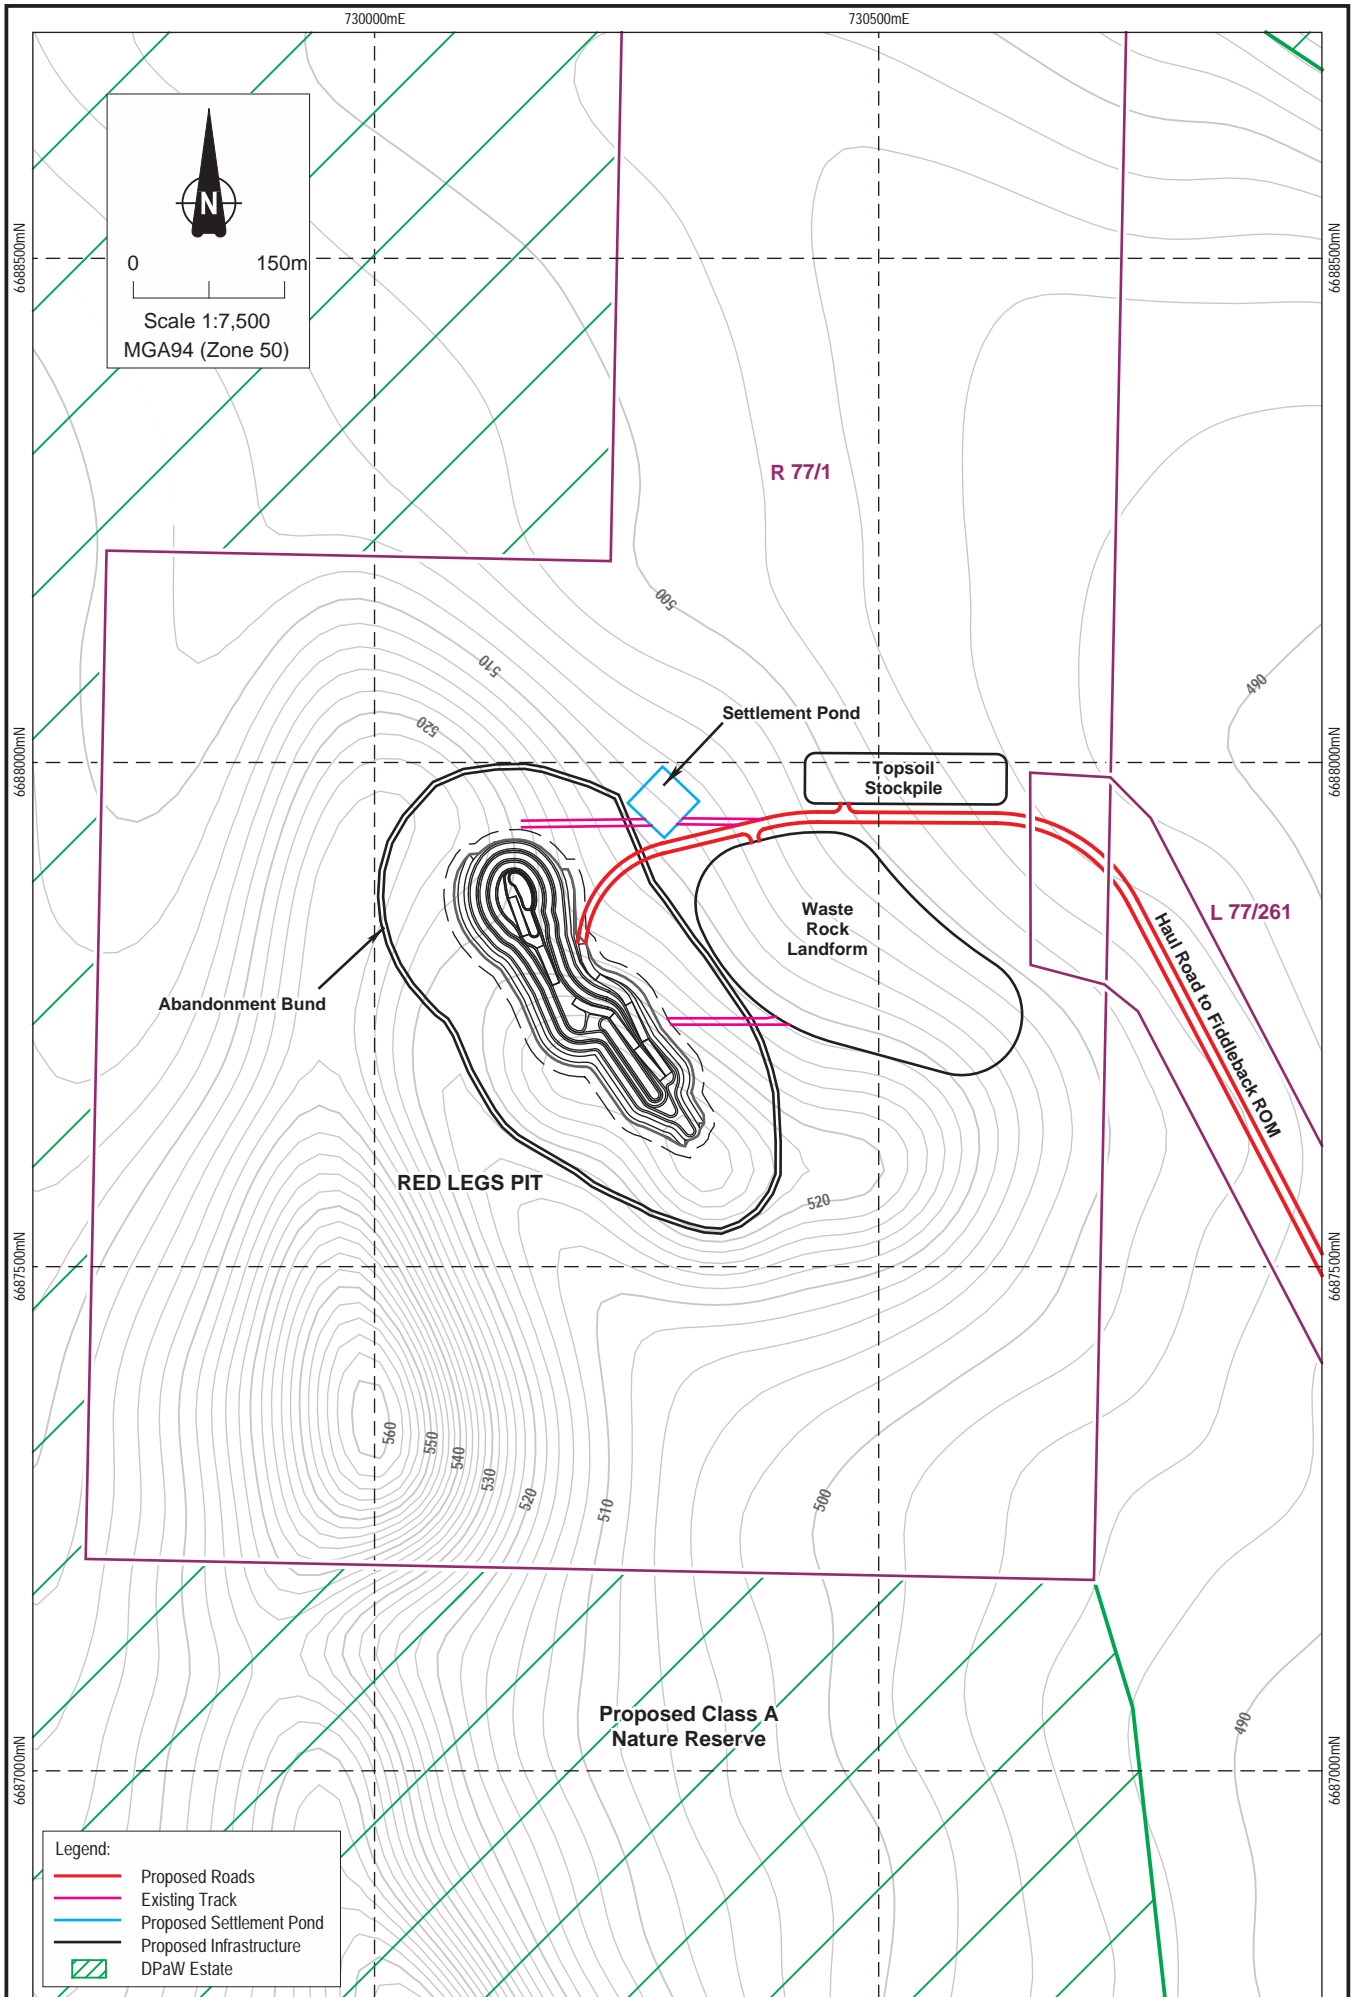 730000mE
730500mE
N
0 150m
Scale 1:7,500
MGA94 (Zone 50)
6688500mN
6688500mN
R 77/1
500
510
520
490
Settlement Pond
6688000mN
6688000mN
Topsoil
Stockpile
Waste
Rock
Landform
L 77/261
Haul Road to Fiddleback ROM
Abandonment Bund
RED LEGS PIT
520
6687500mN
6687500mN
560
550
540
530
520
510
500
Proposed Class A
Nature Reserve
490
6687000mN
6687000mN
Legend:
Proposed Roads
Existing Track
Proposed Settlement Pond
Proposed Infrastructure
DPaW Estate